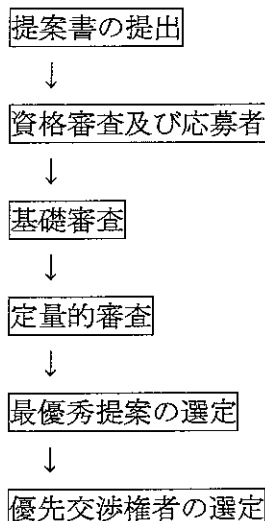 提案書の提出
↓
資格審査及び応募者
↓
基礎審査
↓
定量的審査
↓
最優秀提案の選定
↓
優先交渉権者の選定